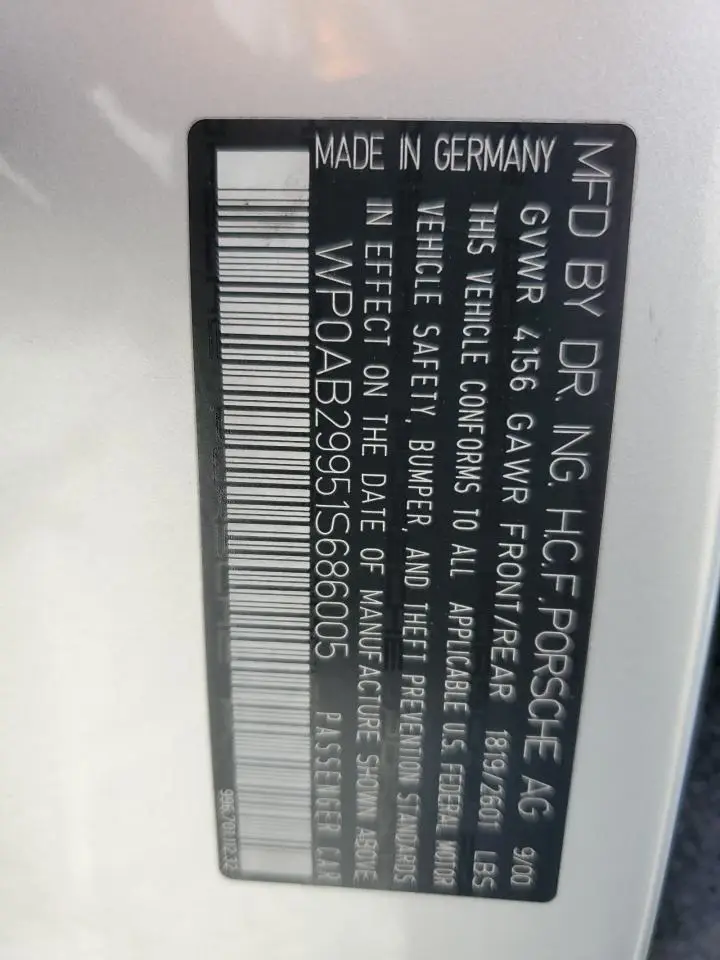 MFD BY DR. ING. H.C.F. PORSCHE AG 9/00
GVWR 4156 GAWR FRONT/REAR 1819/2601 LBS
THIS VEHICLE CONFORMS TO ALL APPLICABLE U.S. FEDERAL MOTOR
VEHICLE SAFETY, BUMPER, AND THEFT PREVENTION STANDARDS
IN EFFECT ON THE DATE OF MANUFACTURE SHOWN ABOVE
MADE IN GERMANY WP0AB29951S686005 PASSENGER CAR